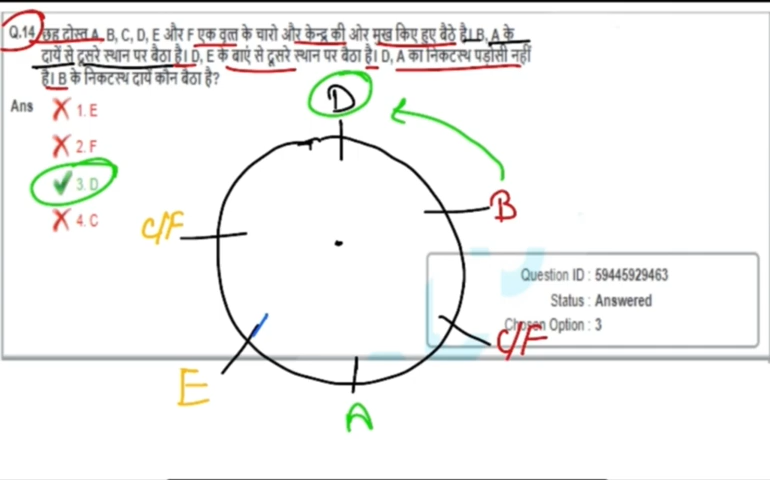 Q.14 छह दोस्त A, B, C, D, E और F एक वृत्त के चारो और केन्द्र की ओर मुख किए हुए बैठे है। B, A के
दायें से दूसरे स्थान पर बैठा है। D, E के बाएं से दूसरे स्थान पर बैठा है। D, A का निकटस्थ पड़ोसी नहीं
है। B के निकटस्थ दायें कौन बैठा है?
Ans 1. E
2. F
3. D
4. C
D
B
C/F
C/F
E
A
Question ID : 59445929463
Status : Answered
Chosen Option : 3